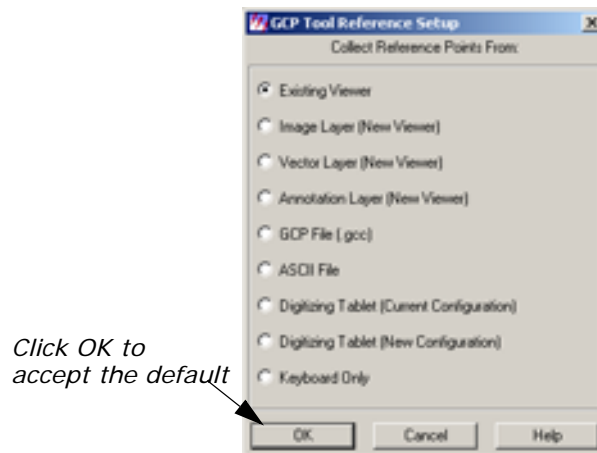 GCP Tool Reference Setup
Collect Reference Points From:
Existing Viewer
Image Layer (New Viewer)
Vector Layer (New Viewer)
Annotation Layer (New Viewer)
GCP File (.gcc)
ASCII File
Digitizing Tablet (Current Configuration)
Digitizing Tablet (New Configuration)
Keyboard Only
Click OK to
accept the default
OK
Cancel
Help